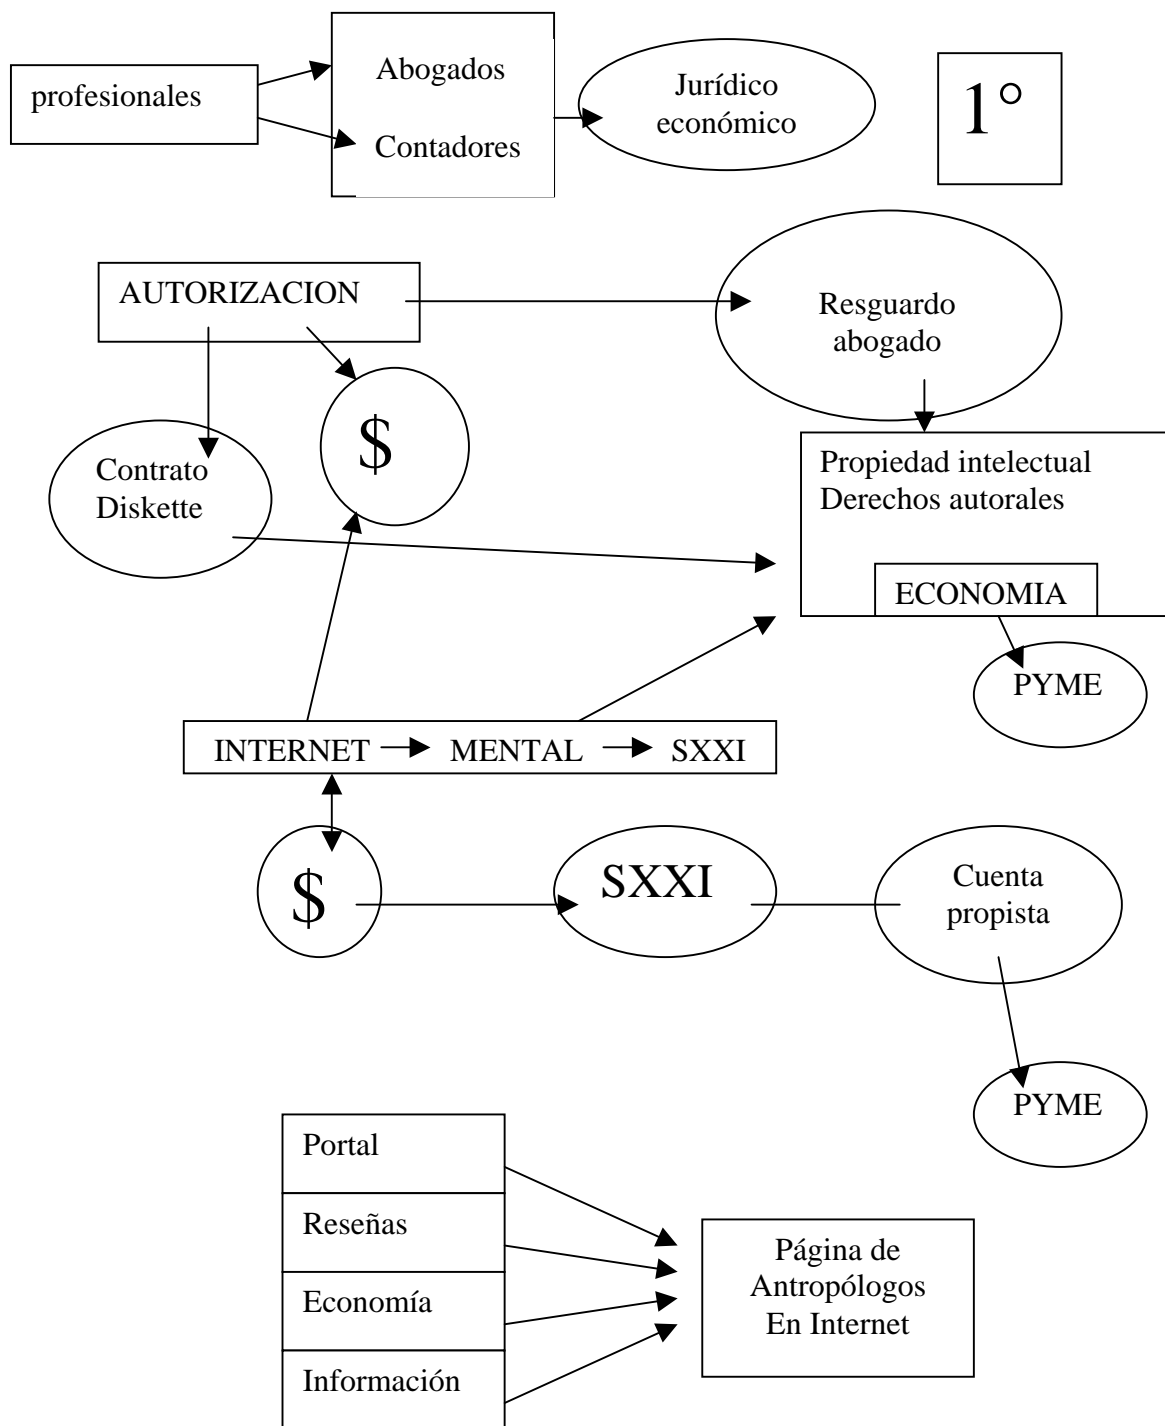 profesionales
Abogados
Contadores
Jurídico
económico
1°
AUTORIZACION
Resguardo
abogado
$
Contrato
Diskette
Propiedad intelectual
Derechos autorales
ECONOMIA
PYME
INTERNET MENTAL SXXI
$
SXXI
Cuenta
propista
PYME
Portal
Reseñas
Economía
Información
Página de
Antropólogos
En Internet